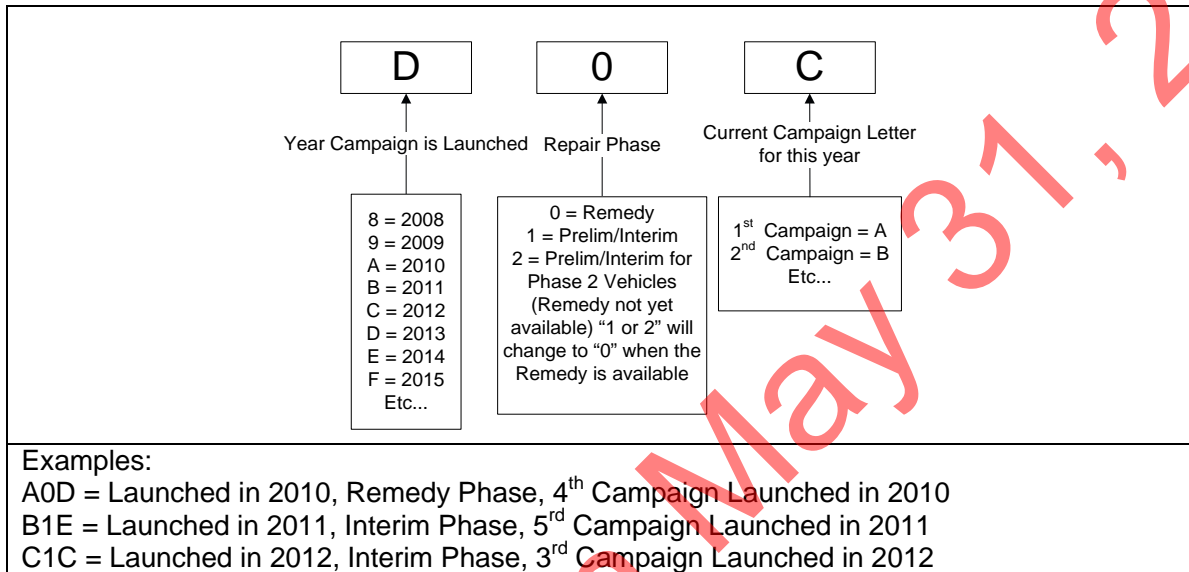 D 0 C
Year Campaign is Launched
Repair Phase
Current Campaign Letter
for this year
8 = 2008
9 = 2009
A = 2010
B = 2011
C = 2012
D = 2013
E = 2014
F = 2015
Etc...
0 = Remedy
1 = Prelim/Interim
2 = Prelim/Interim for
Phase 2 Vehicles
(Remedy not yet
available) “1 or 2” will
change to “0” when the
Remedy is available
1st Campaign = A
2nd Campaign = B
Etc...
Examples:
A0D = Launched in 2010, Remedy Phase, 4th Campaign Launched in 2010
B1E = Launched in 2011, Interim Phase, 5rd Campaign Launched in 2011
C1C = Launched in 2012, Interim Phase, 3rd Campaign Launched in 2012
May 31, 2